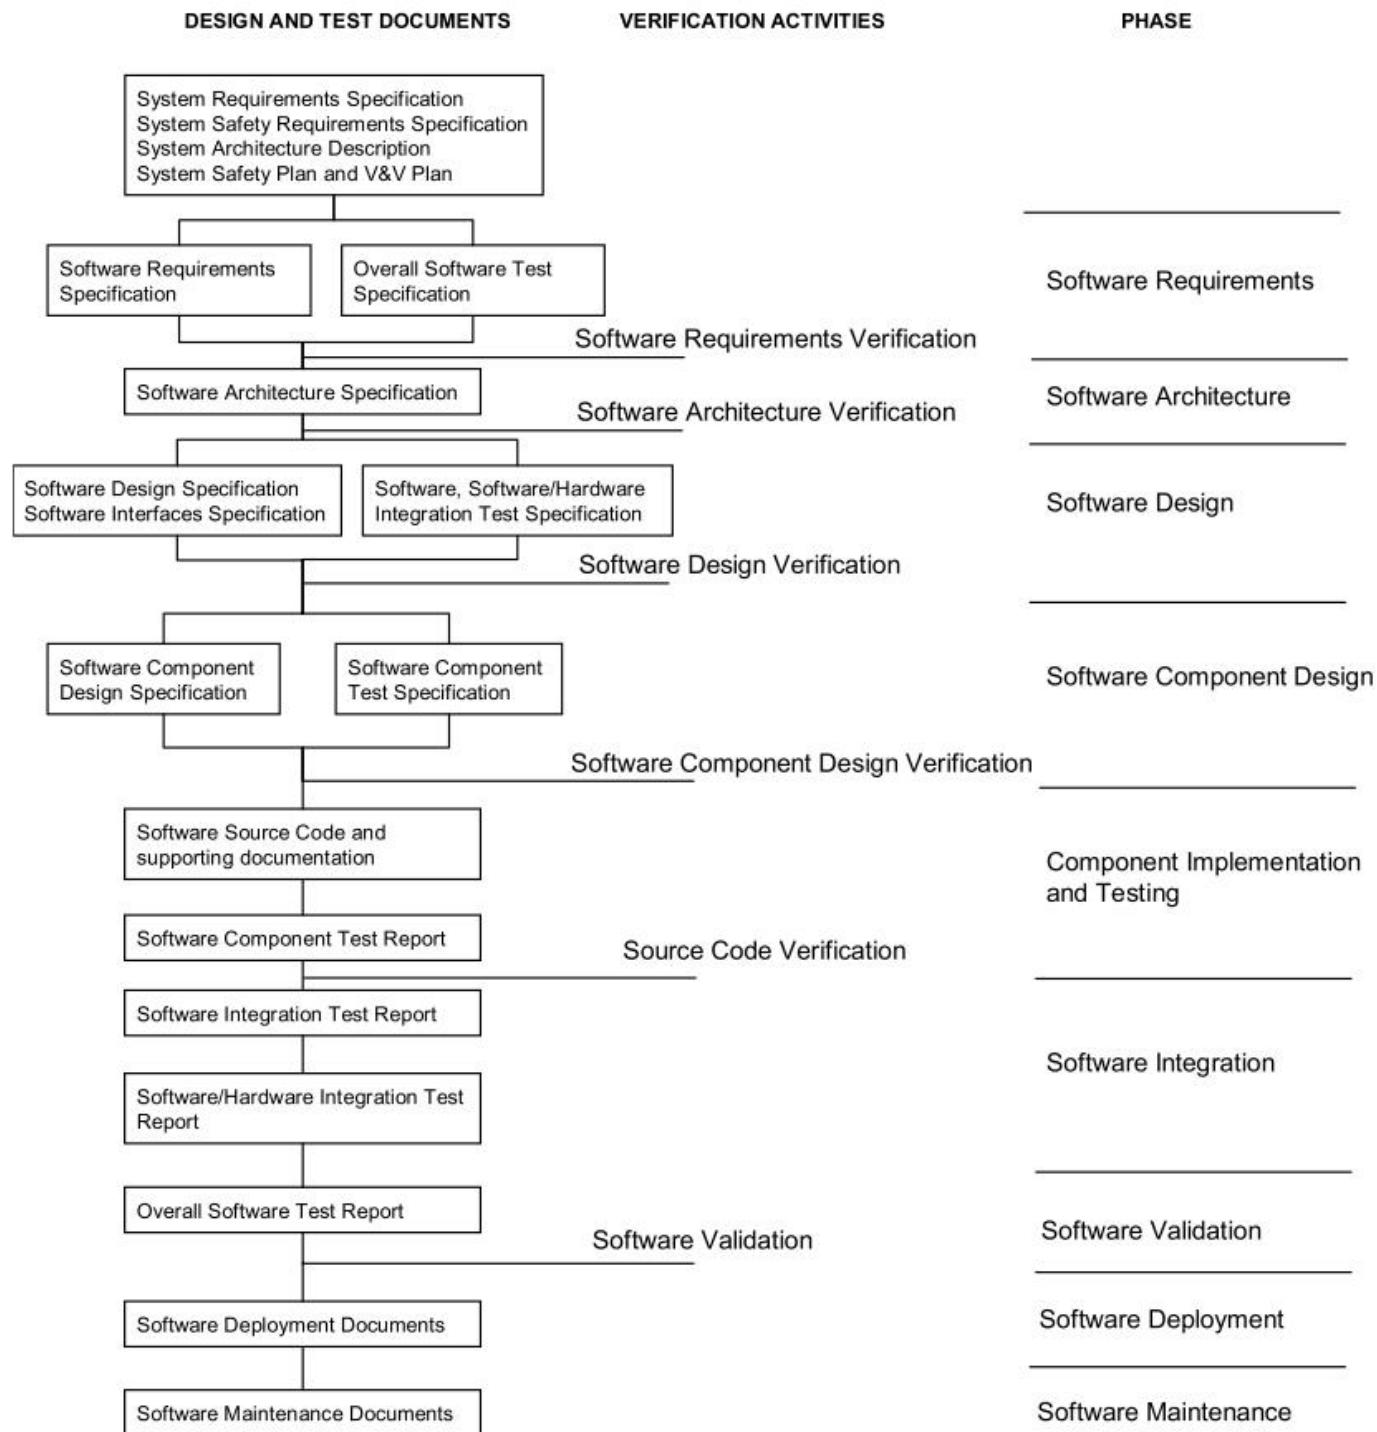 DESIGN AND TEST DOCUMENTS
VERIFICATION ACTIVITIES
PHASE
System Requirements Specification
System Safety Requirements Specification
System Architecture Description
System Safety Plan and V&V Plan
Software Requirements
Specification
Overall Software Test
Specification
Software Requirements
Software Requirements Verification
Software Architecture Specification
Software Architecture
Software Architecture Verification
Software Design Specification
Software Interfaces Specification
Software, Software/Hardware
Integration Test Specification
Software Design
Software Design Verification
Software Component
Design Specification
Software Component
Test Specification
Software Component Design
Software Component Design Verification
Software Source Code and
supporting documentation
Component Implementation
and Testing
Software Component Test Report
Source Code Verification
Software Integration Test Report
Software Integration
Software/Hardware Integration Test
Report
Overall Software Test Report
Software Validation
Software Validation
Software Deployment Documents
Software Deployment
Software Maintenance Documents
Software Maintenance